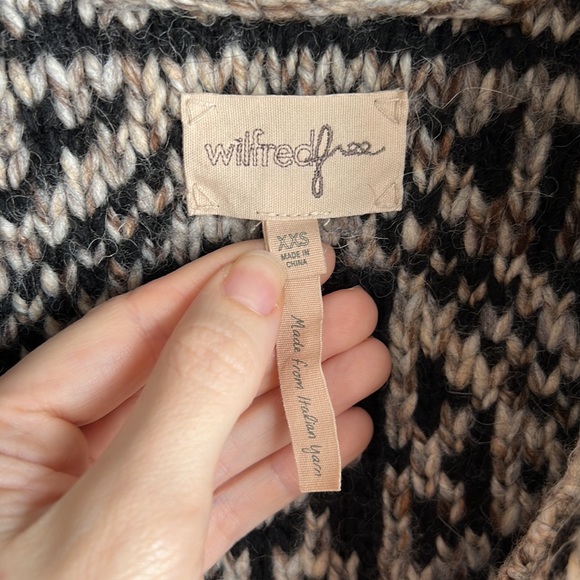 wilfredfree
XXS
MADE IN
CHINA
Made from Italian Yarn